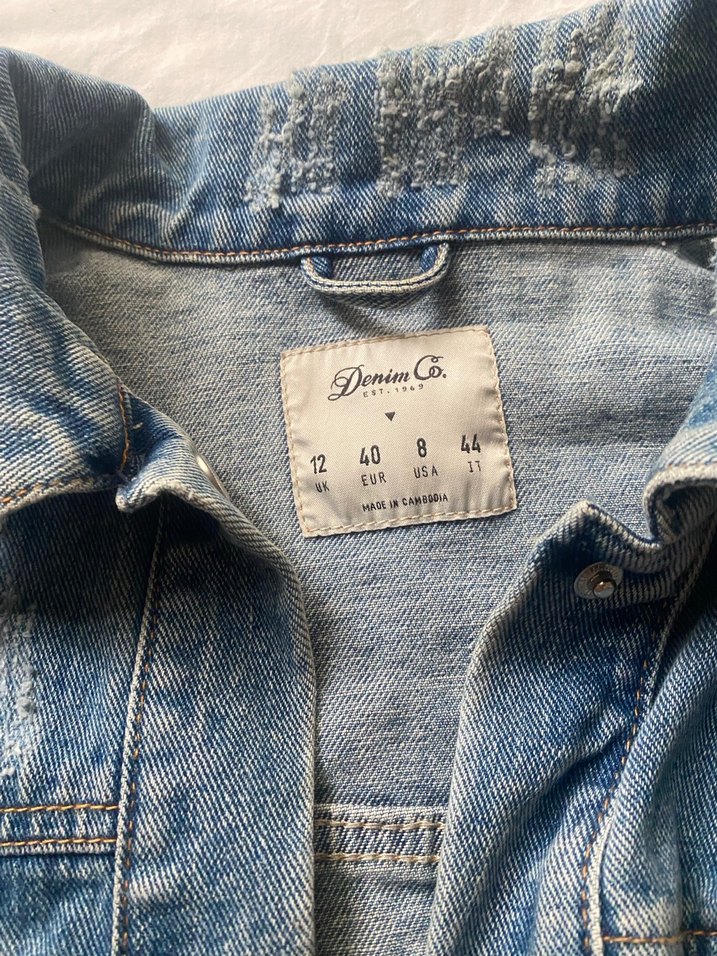 Denim Co.
EST. 1969
12 40 8 44
UK EUR USA IT
MADE IN CAMBODIA